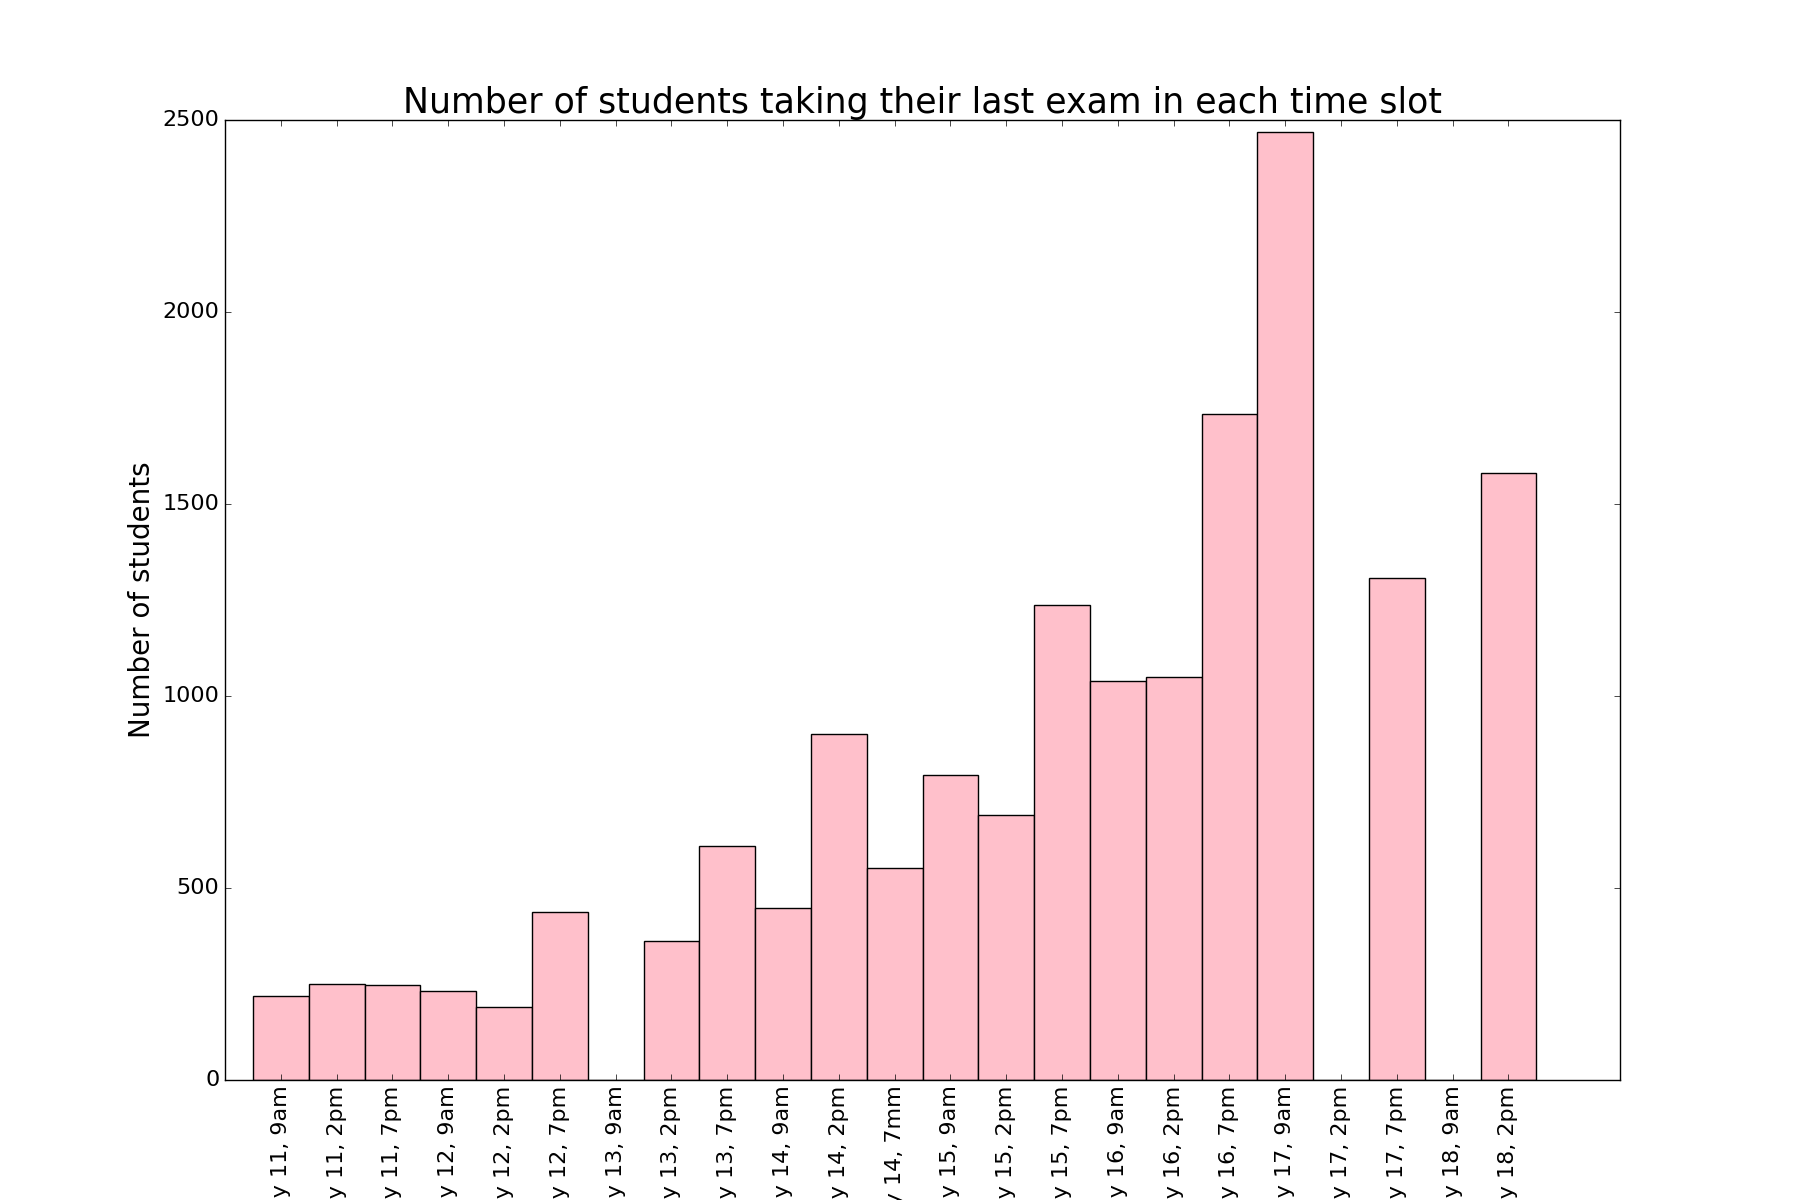 Number of students taking their last exam in each time slot
Number of students
2500
2000
1500
1000
500
0
y 11, 9am
y 11, 2pm
y 11, 7pm
y 12, 9am
y 12, 2pm
y 12, 7pm
y 13, 9am
y 13, 2pm
y 13, 7pm
y 14, 9am
y 14, 2pm
y 14, 7mm
y 15, 9am
y 15, 2pm
y 15, 7pm
y 16, 9am
y 16, 2pm
y 16, 7pm
y 17, 9am
y 17, 2pm
y 17, 7pm
y 18, 9am
y 18, 2pm